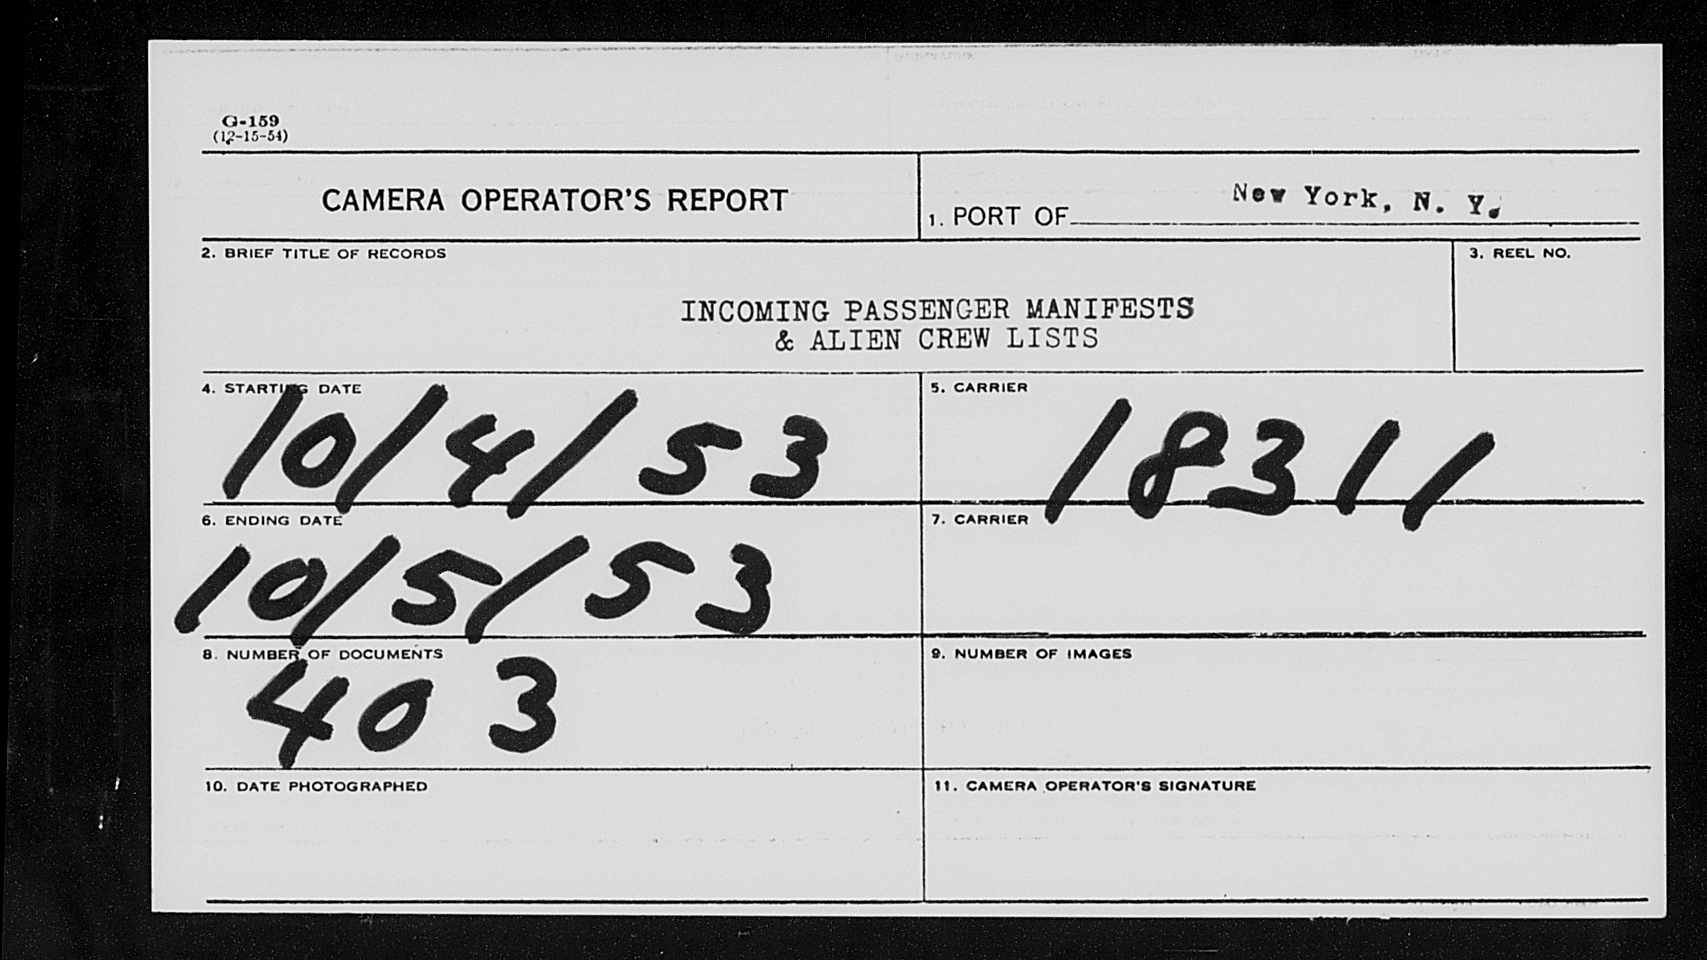 G-159
(12-15-54)
CAMERA OPERATOR'S REPORT
1. PORT OF New York, N. Y.
2. BRIEF TITLE OF RECORDS
3. REEL NO.
INCOMING PASSENGER MANIFESTS
& ALIEN CREW LISTS
4. STARTING DATE
10/4/53
5. CARRIER
18311
6. ENDING DATE
10/5/53
7. CARRIER
8. NUMBER OF DOCUMENTS
403
9. NUMBER OF IMAGES
10. DATE PHOTOGRAPHED
11. CAMERA OPERATOR'S SIGNATURE